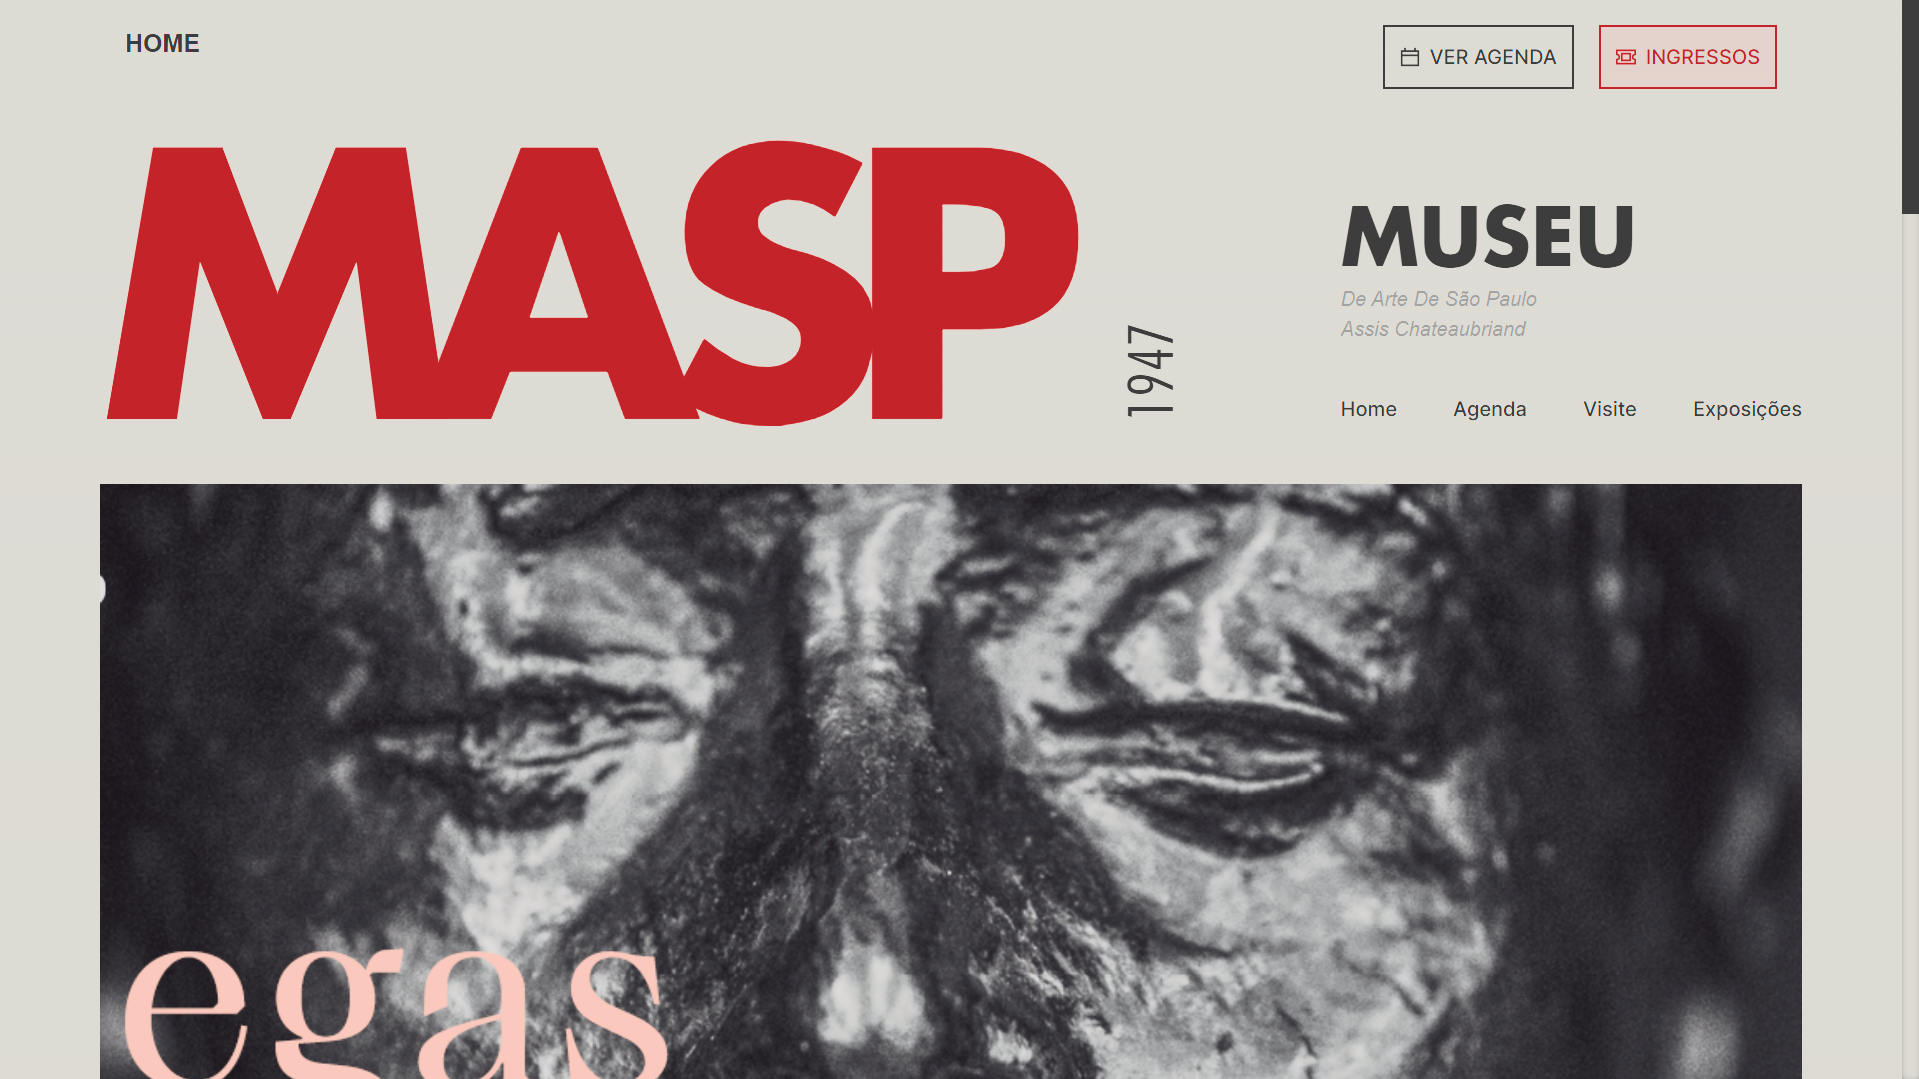 HOME
VER AGENDA
INGRESSOS
MASP
1947
MUSEU
De Arte De São Paulo
Assis Chateaubriand
Home
Agenda
Visite
Exposições
egas